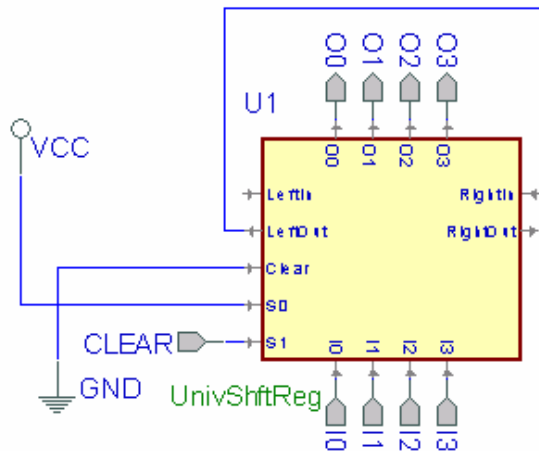 O0 O1 O2 O3
U1
VCC
O0 O1 O2 O3
LeftIn RightIn
LeftOut RightOut
Clear
S0
CLEAR S1 I0 I1 I2 I3
GND
UnivShftReg
I0 I1 I2 I3